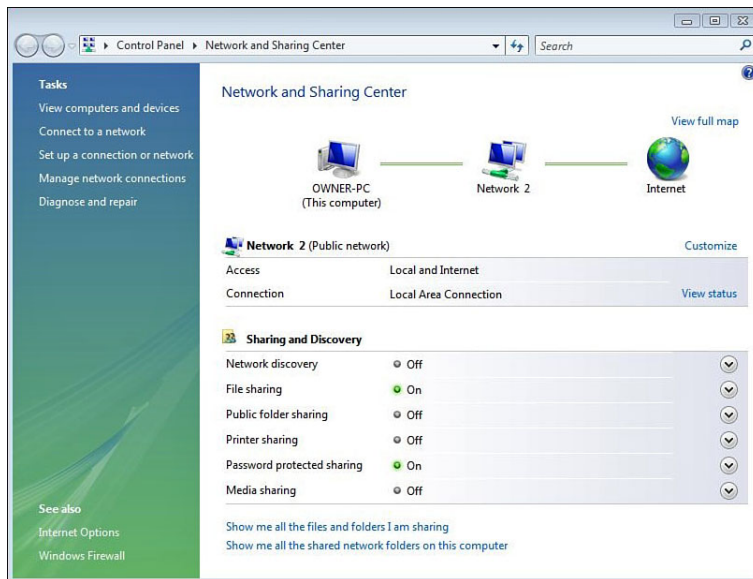 Control Panel
Network and Sharing Center
Search
Tasks
View computers and devices
Connect to a network
Set up a connection or network
Manage network connections
Diagnose and repair
Network and Sharing Center
View full map
OWNER-PC
(This computer)
Network 2
Internet
Network 2 (Public network)
Customize
Access Local and Internet
Connection Local Area Connection View status
Sharing and Discovery
Network discovery Off
File sharing On
Public folder sharing Off
Printer sharing Off
Password protected sharing On
Media sharing Off
Show me all the files and folders I am sharing
Show me all the shared network folders on this computer
See also
Internet Options
Windows Firewall